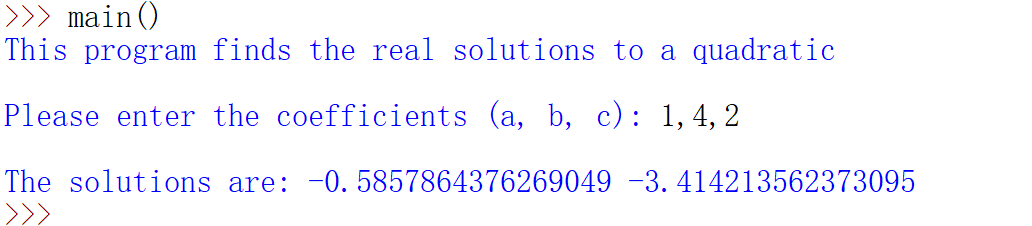 >>> main()
This program finds the real solutions to a quadratic
Please enter the coefficients (a, b, c): 1,4,2
The solutions are: -0.5857864376269049 -3.414213562373095
>>>